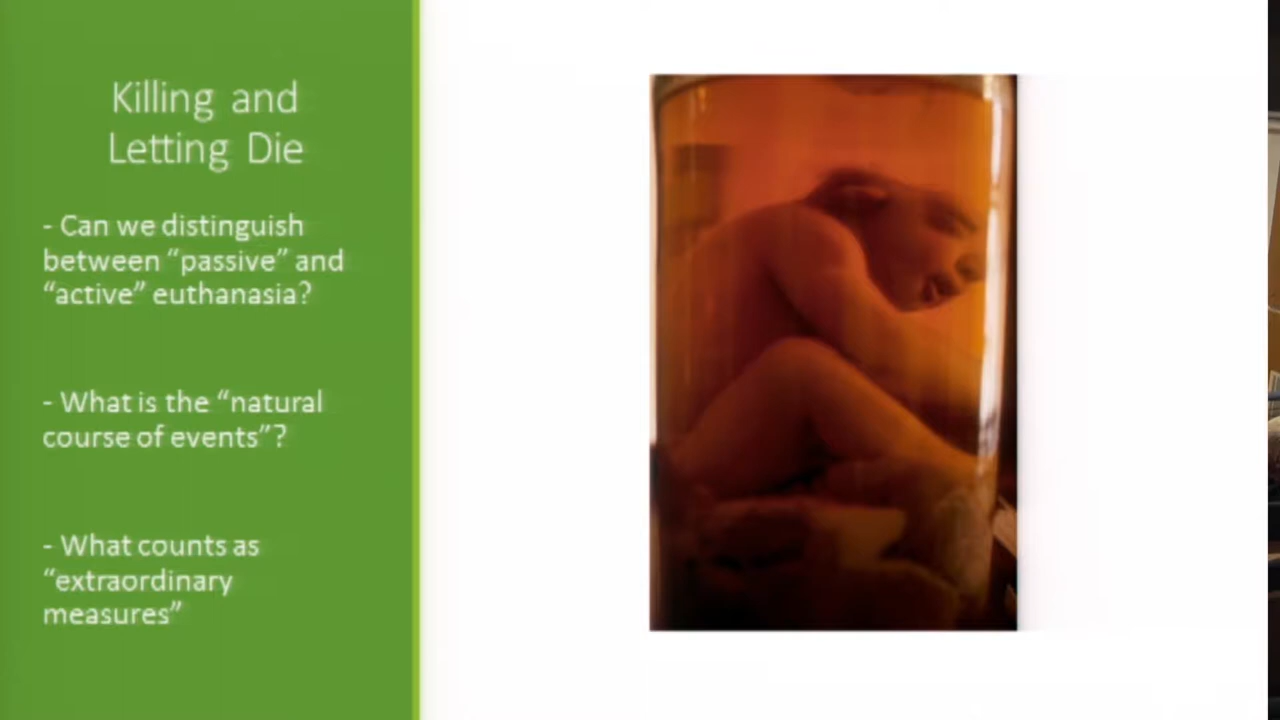 Killing and
Letting Die
- Can we distinguish
between “passive” and
“active” euthanasia?
- What is the “natural
course of events”?
- What counts as
“extraordinary
measures”